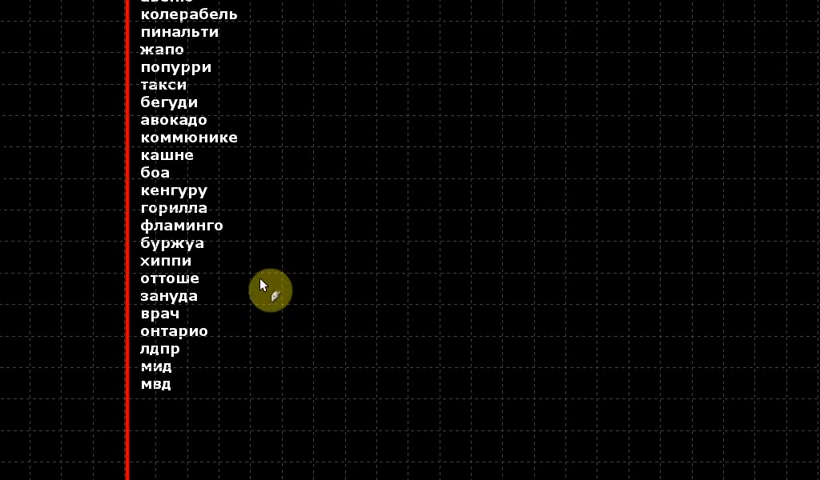 колерабель
пинальти
жапо
попурри
такси
бегуди
авокадо
коммюнике
кашне
боа
кенгуру
горилла
фламинго
буржуа
хиппи
оттоше
зануда
врач
онтарио
лдпр
мид
мвд